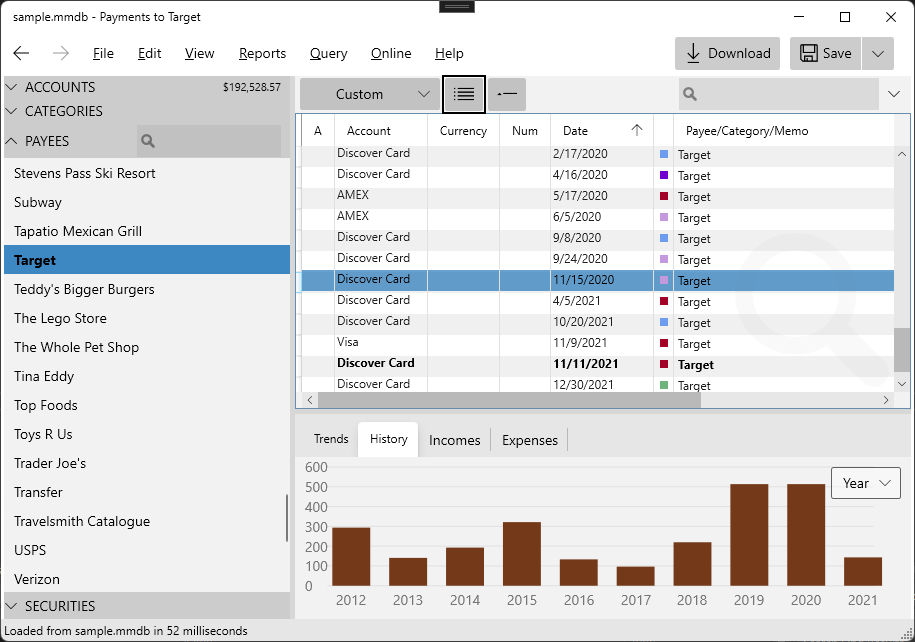 sample.mmdb - Payments to Target
File Edit View Reports Query Online Help Download Save
ACCOUNTS $192,528.57
CATEGORIES
PAYEES
Stevens Pass Ski Resort
Subway
Tapatio Mexican Grill
Target
Teddy's Bigger Burgers
The Lego Store
The Whole Pet Shop
Tina Eddy
Top Foods
Toys R Us
Trader Joe's
Transfer
Travelsmith Catalogue
USPS
Verizon
SECURITIES
Custom
A Account Currency Num Date Payee/Category/Memo
Discover Card 2/17/2020 Target
Discover Card 4/16/2020 Target
AMEX 5/17/2020 Target
AMEX 6/5/2020 Target
Discover Card 9/8/2020 Target
Discover Card 9/24/2020 Target
Discover Card 11/15/2020 Target
Discover Card 4/5/2021 Target
Discover Card 10/20/2021 Target
Visa 11/9/2021 Target
Discover Card 11/11/2021 Target
Discover Card 12/30/2021 Target
Trends History Incomes Expenses
Year
600
500
400
300
200
100
0
2012 2013 2014 2015 2016 2017 2018 2019 2020 2021
Loaded from sample.mmdb in 52 milliseconds